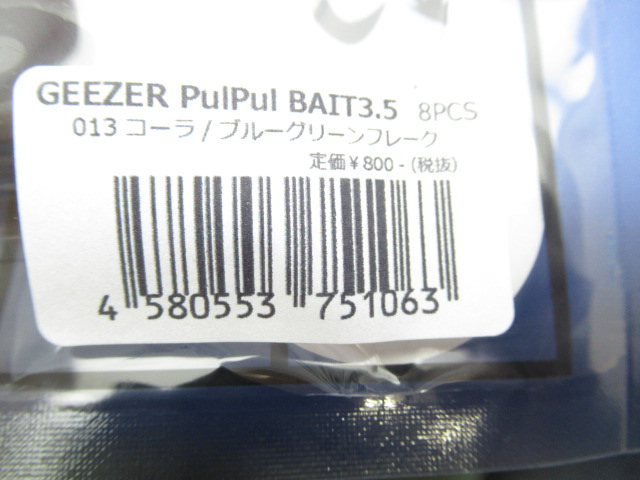 GEEZER PulPul BAIT3.5 8PCS
013 コーラ/ブルーグリーンフレーク
定価¥800-(税抜)
4 580553 751063